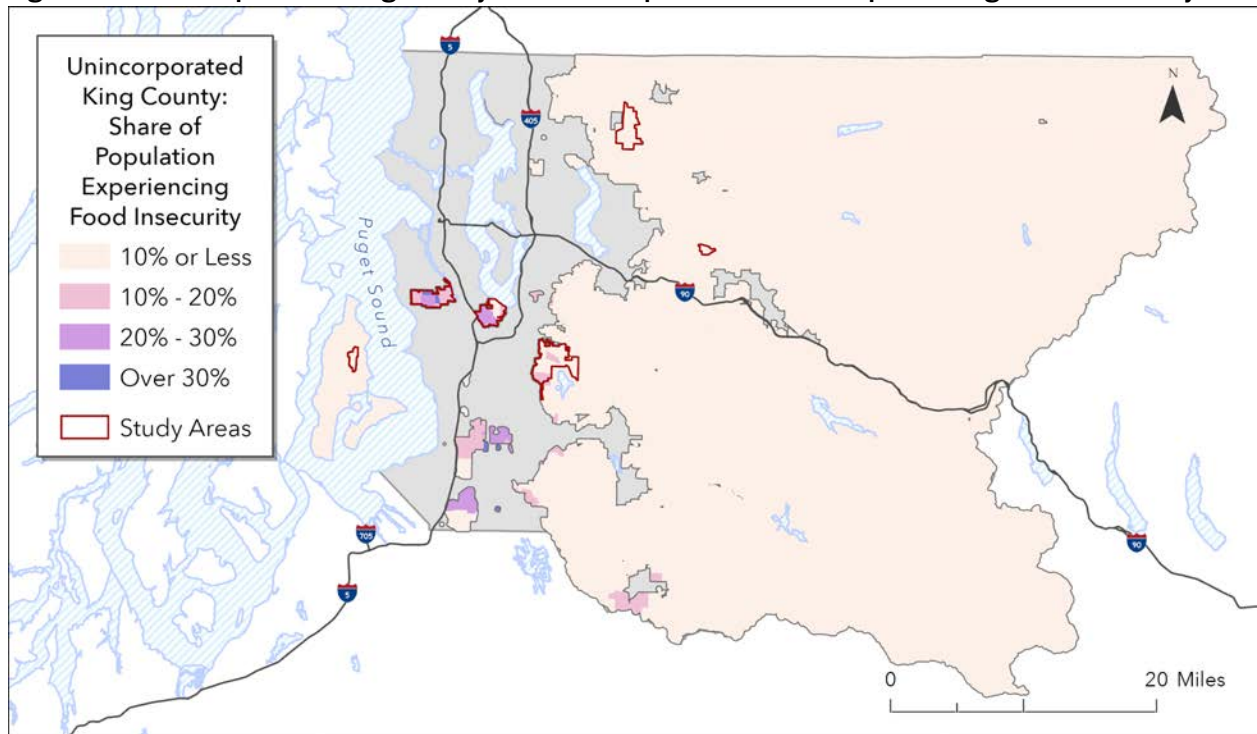 Unincorporated
King County:
Share of
Population
Experiencing
Food Insecurity
10% or Less
10% - 20%
20% - 30%
Over 30%
Study Areas
5
405
N
Puget Sound
90
705
5
90
0 20 Miles